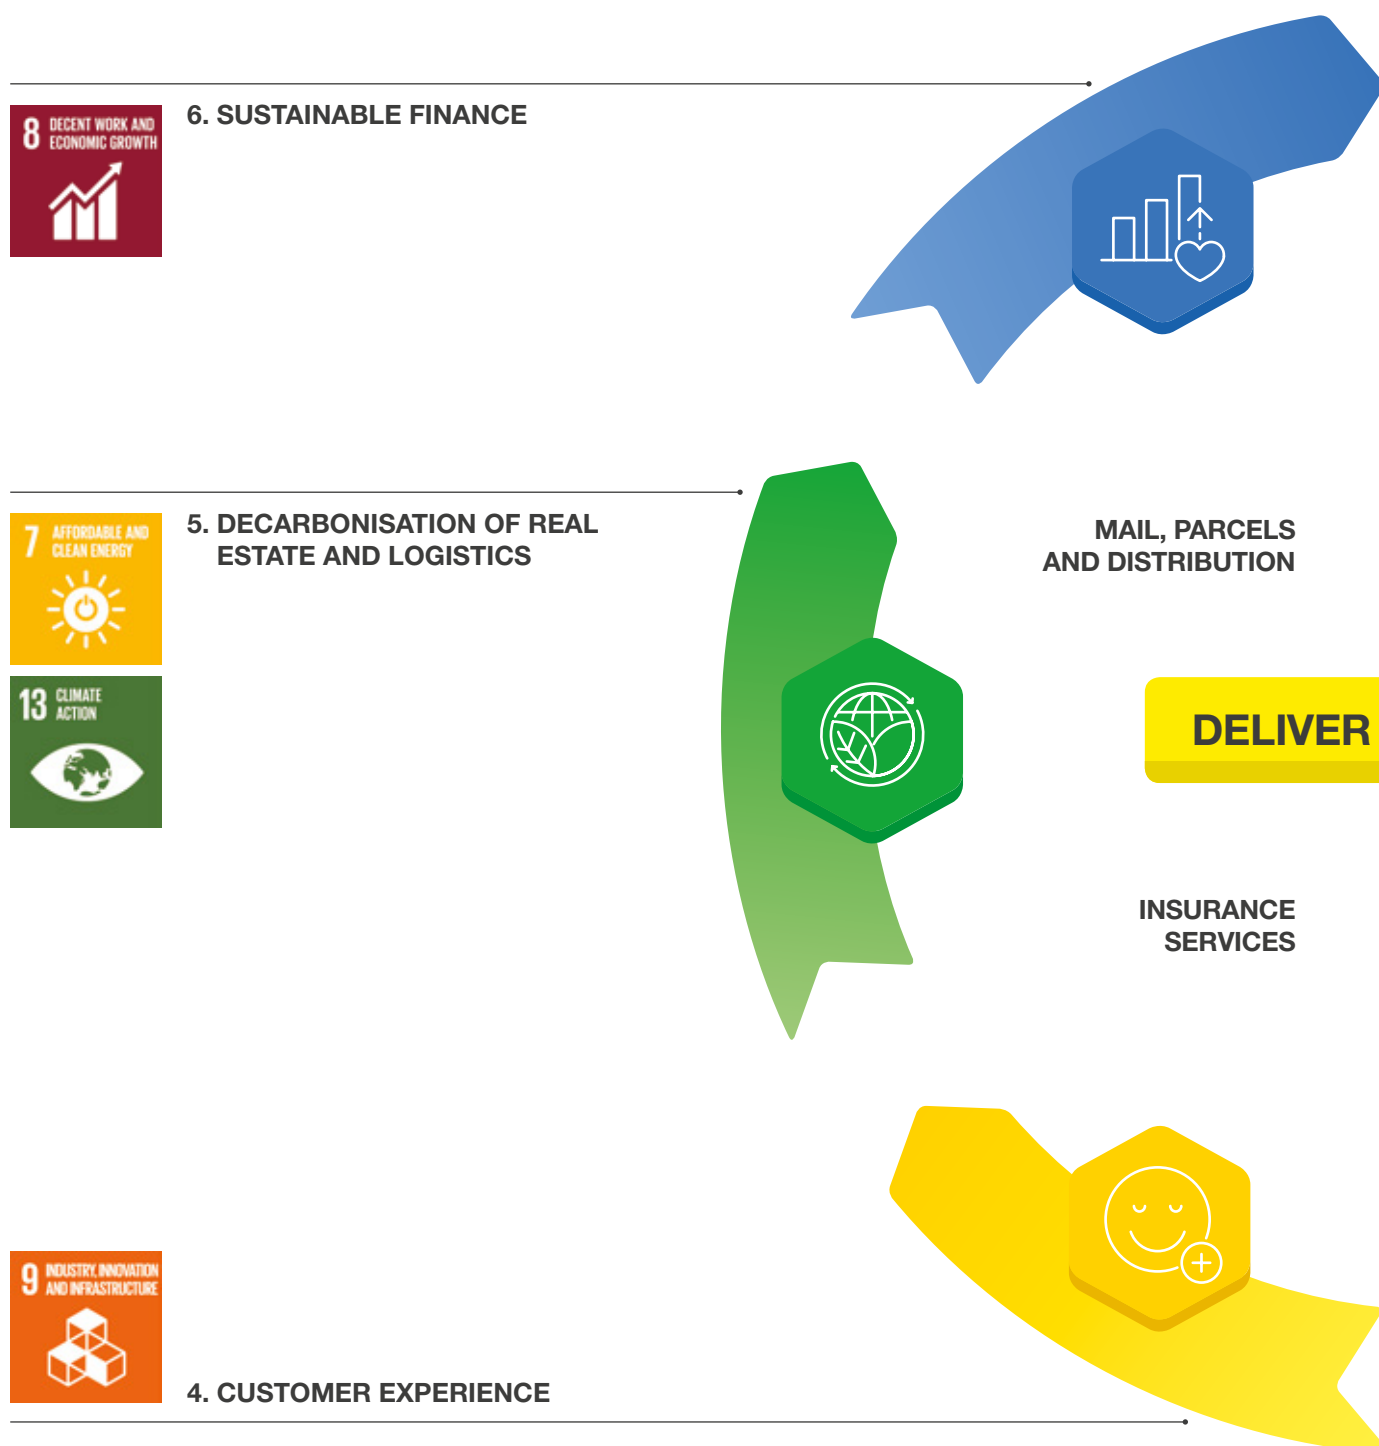 6. SUSTAINABLE FINANCE
8 DECENT WORK AND
ECONOMIC GROWTH
5. DECARBONISATION OF REAL
ESTATE AND LOGISTICS
7 AFFORDABLE AND
CLEAN ENERGY
13 CLIMATE
ACTION
MAIL, PARCELS
AND DISTRIBUTION
DELIVER
INSURANCE
SERVICES
9 INDUSTRY, INNOVATION
AND INFRASTRUCTURE
4. CUSTOMER EXPERIENCE